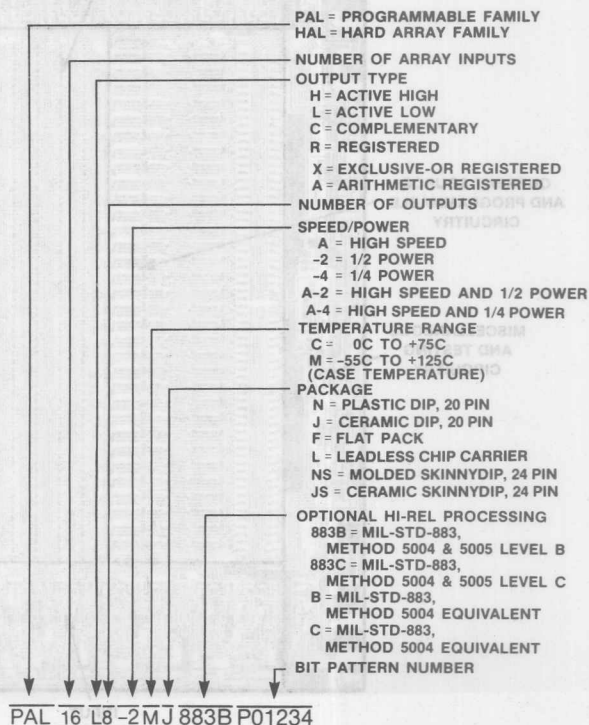 PAL = PROGRAMMABLE FAMILY
HAL = HARD ARRAY FAMILY
NUMBER OF ARRAY INPUTS
OUTPUT TYPE
H = ACTIVE HIGH
L = ACTIVE LOW
C = COMPLEMENTARY
R = REGISTERED
X = EXCLUSIVE-OR REGISTERED
A = ARITHMETIC REGISTERED
NUMBER OF OUTPUTS
SPEED/POWER
A = HIGH SPEED
-2 = 1/2 POWER
-4 = 1/4 POWER
A-2 = HIGH SPEED AND 1/2 POWER
A-4 = HIGH SPEED AND 1/4 POWER
TEMPERATURE RANGE
C = 0C TO +75C
M = -55C TO +125C
(CASE TEMPERATURE)
PACKAGE
N = PLASTIC DIP, 20 PIN
J = CERAMIC DIP, 20 PIN
F = FLAT PACK
L = LEADLESS CHIP CARRIER
NS = MOLDED SKINNYDIP, 24 PIN
JS = CERAMIC SKINNYDIP, 24 PIN
OPTIONAL HI-REL PROCESSING
883B = MIL-STD-883,
METHOD 5004 & 5005 LEVEL B
883C = MIL-STD-883,
METHOD 5004 & 5005 LEVEL C
B = MIL-STD-883,
METHOD 5004 EQUIVALENT
C = MIL-STD-883,
METHOD 5004 EQUIVALENT
BIT PATTERN NUMBER
PAL 16 L8 -2 M J 883B P01234